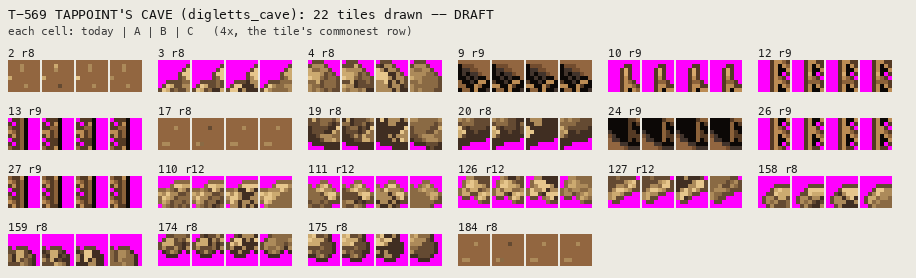 T-569 TAPPOINT'S CAVE (digletts_cave): 22 tiles drawn -- DRAFT
each cell: today | A | B | C (4x, the tile's commonest row)
2 r8 3 r8 4 r8 9 r9 10 r9 12 r9
13 r9 17 r8 19 r8 20 r8 24 r9 26 r9
27 r9 110 r12 111 r12 126 r12 127 r12 158 r8
159 r8 174 r8 175 r8 184 r8